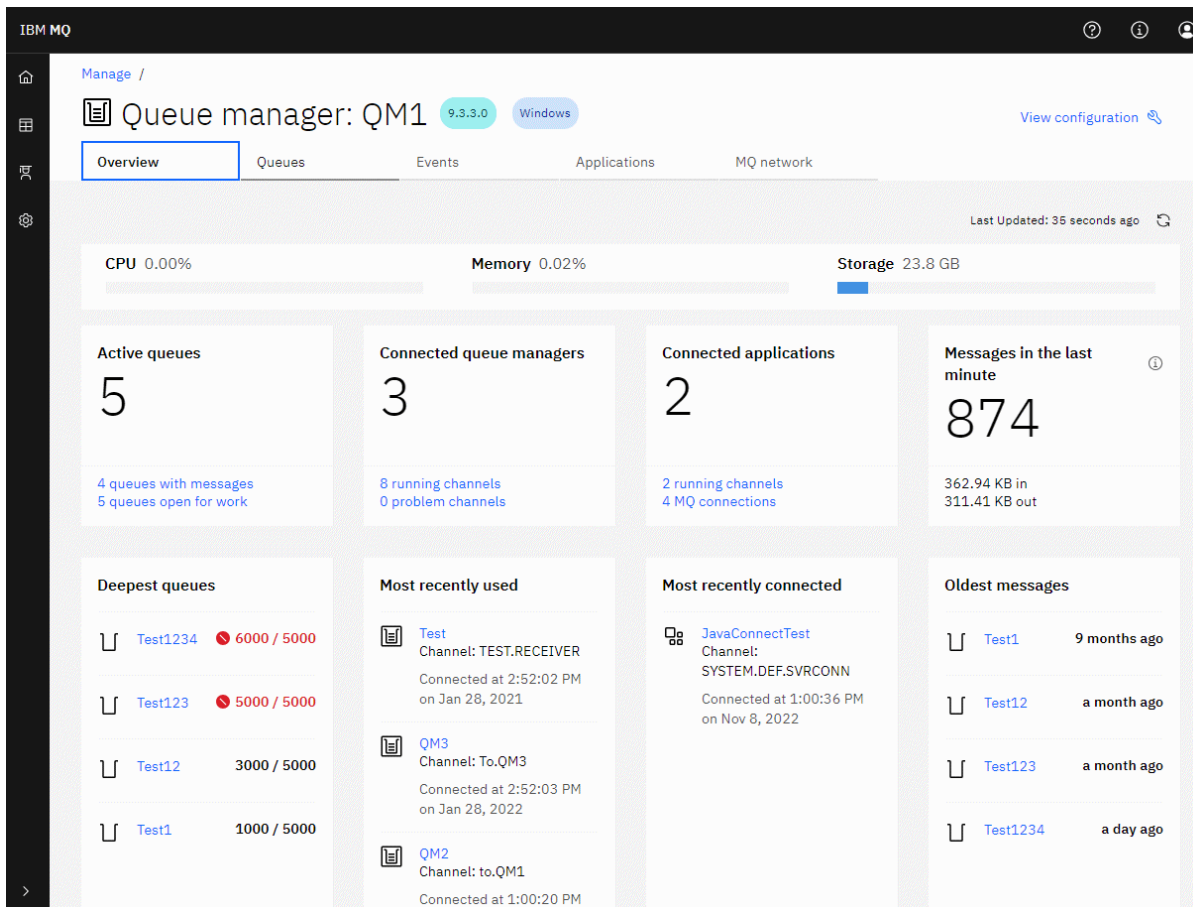 IBM MQ
Manage /
Queue manager: QM1 9.3.3.0 Windows
View configuration
Overview Queues Events Applications MQ network
Last Updated: 35 seconds ago
CPU 0.00% Memory 0.02% Storage 23.8 GB
Active queues
5
4 queues with messages
5 queues open for work
Connected queue managers
3
8 running channels
0 problem channels
Connected applications
2
2 running channels
4 MQ connections
Messages in the last
minute
874
362.94 KB in
311.41 KB out
Deepest queues
Test1234 6000 / 5000
Test123 5000 / 5000
Test12 3000 / 5000
Test1 1000 / 5000
Most recently used
Test
Channel: TEST.RECEIVER
Connected at 2:52:02 PM
on Jan 28, 2021
QM3
Channel: To.QM3
Connected at 2:52:03 PM
on Jan 28, 2022
QM2
Channel: to.QM1
Connected at 1:00:20 PM
Most recently connected
JavaConnectTest
Channel:
SYSTEM.DEF.SVRCONN
Connected at 1:00:36 PM
on Nov 8, 2022
Oldest messages
Test1 9 months ago
Test12 a month ago
Test123 a month ago
Test1234 a day ago